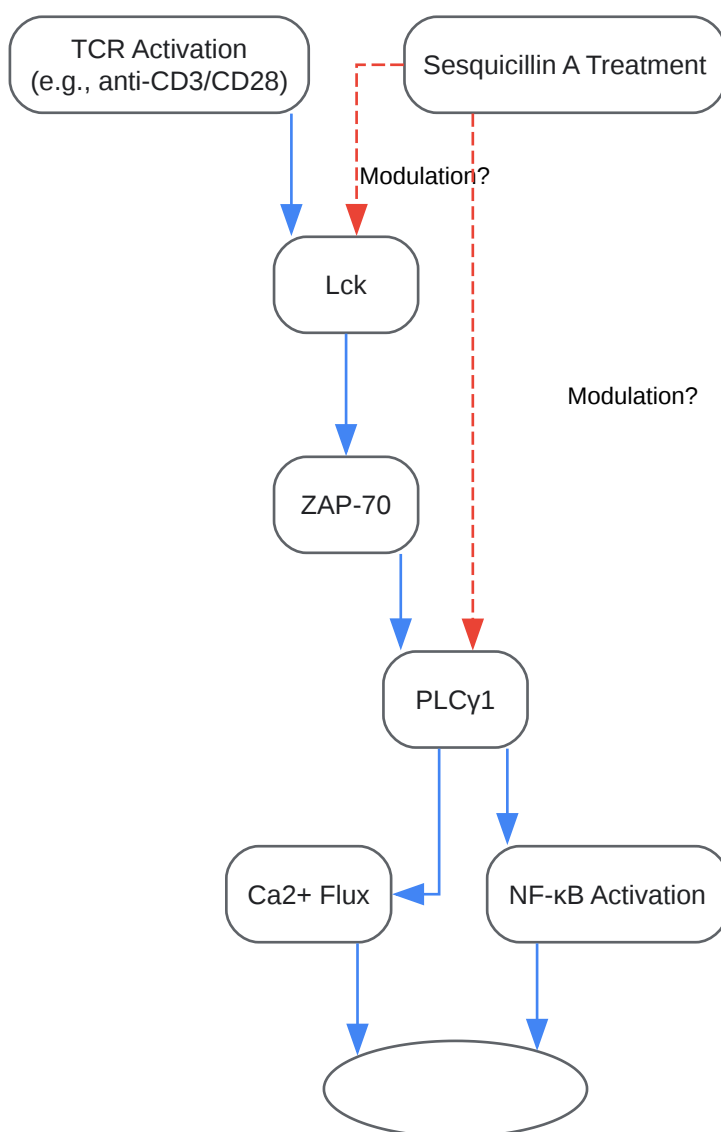 TCR Activation
(e.g., anti-CD3/CD28)
Sesquicillin A Treatment
Modulation?
Lck
Modulation?
ZAP-70
PLCγ1
Ca2+ Flux
NF-κB Activation